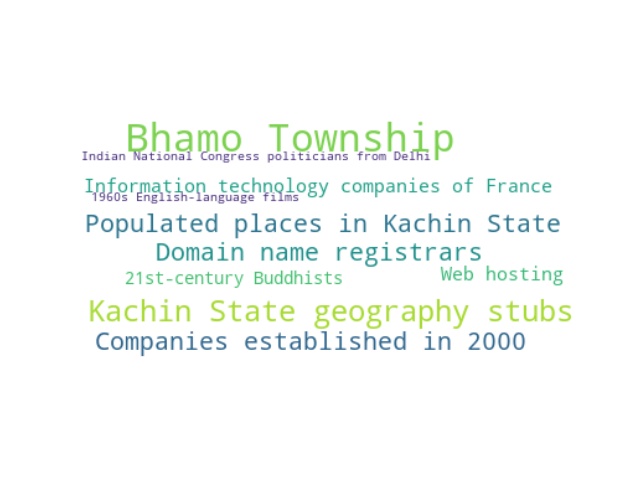 Bhamo Township
Indian National Congress politicians from Delhi
Information technology companies of France
1960s English-language films
Populated places in Kachin State
Domain name registrars
21st-century Buddhists
Web hosting
Kachin State geography stubs
Companies established in 2000